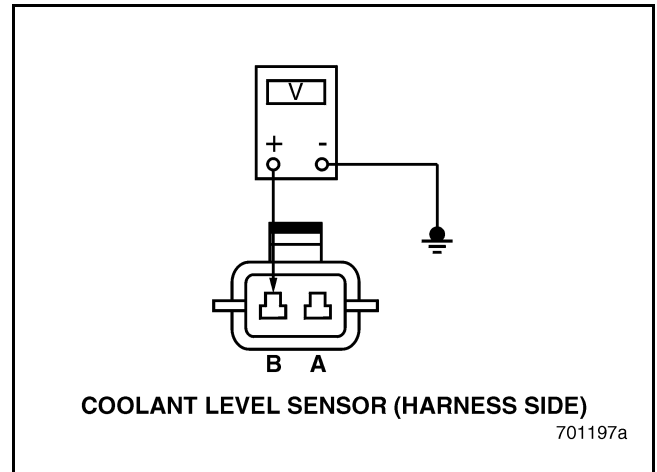 V
+ -
B A
COOLANT LEVEL SENSOR (HARNESS SIDE)
701197a